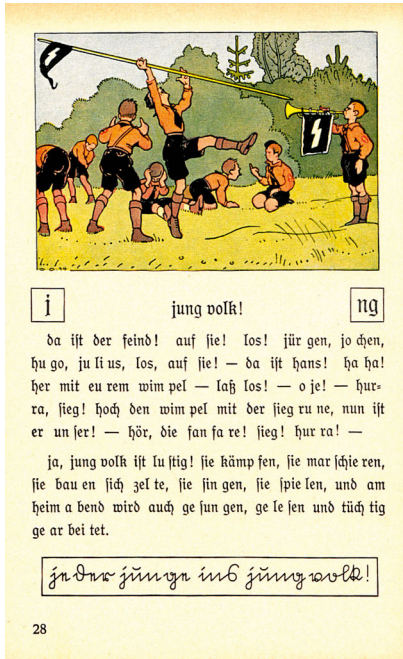 j
jung volk!
ng
da ist der feind! auf sie! los! jür gen, jo chen,
hu go, ju li us, los, auf sie! — da ist hans! ha ha!
her mit eu rem wim pel — laß los! — o je! — hur=
ra, sieg! hoch den wim pel mit der sieg ru ne, nun ist
er un ser! — hör, die fan fa re! sieg! hur ra! —
ja, jung volk ist lu stig! sie kämp fen, sie mar schie ren,
sie bau en sich zel te, sie sin gen, sie spie len, und am
heim a bend wird auch ge sun gen, ge le sen und tüch tig
ge ar bei tet.
jeder junge ins jungvolk!
28